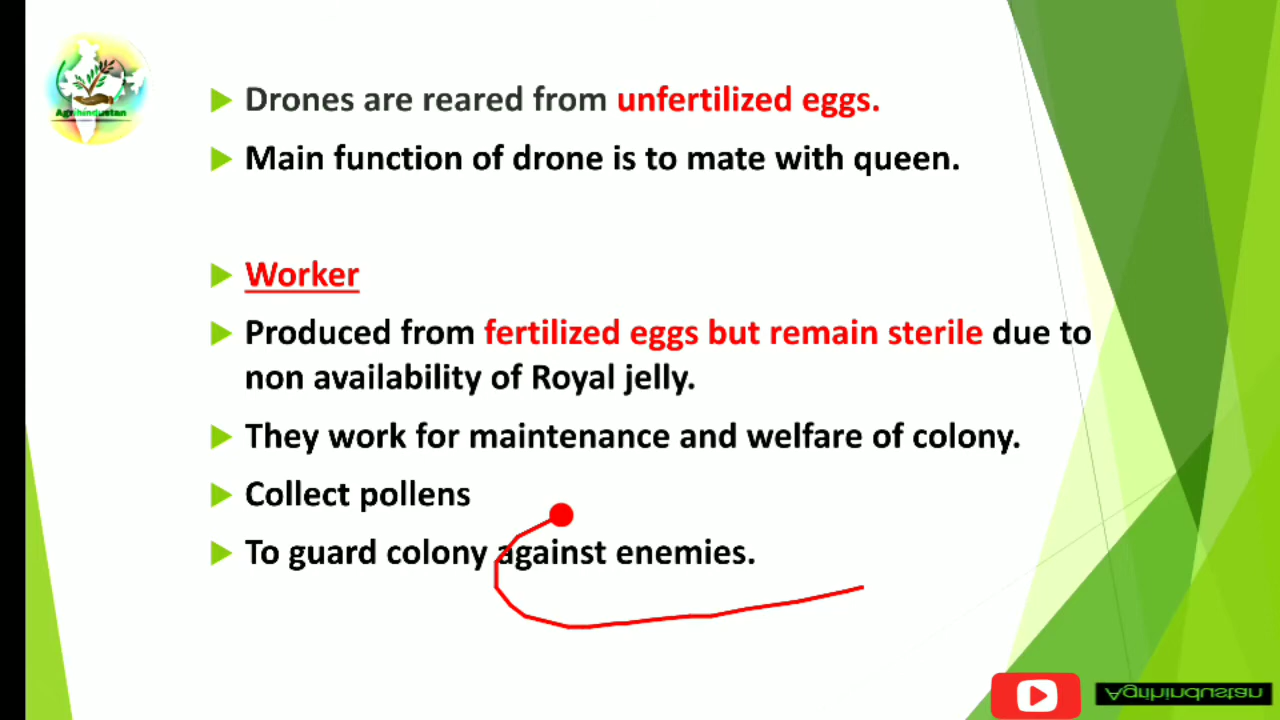 Agrihindustan
Drones are reared from unfertilized eggs.
Main function of drone is to mate with queen.
Worker
Produced from fertilized eggs but remain sterile due to
non availability of Royal jelly.
They work for maintenance and welfare of colony.
Collect pollens
To guard colony against enemies.
Agrihindustan